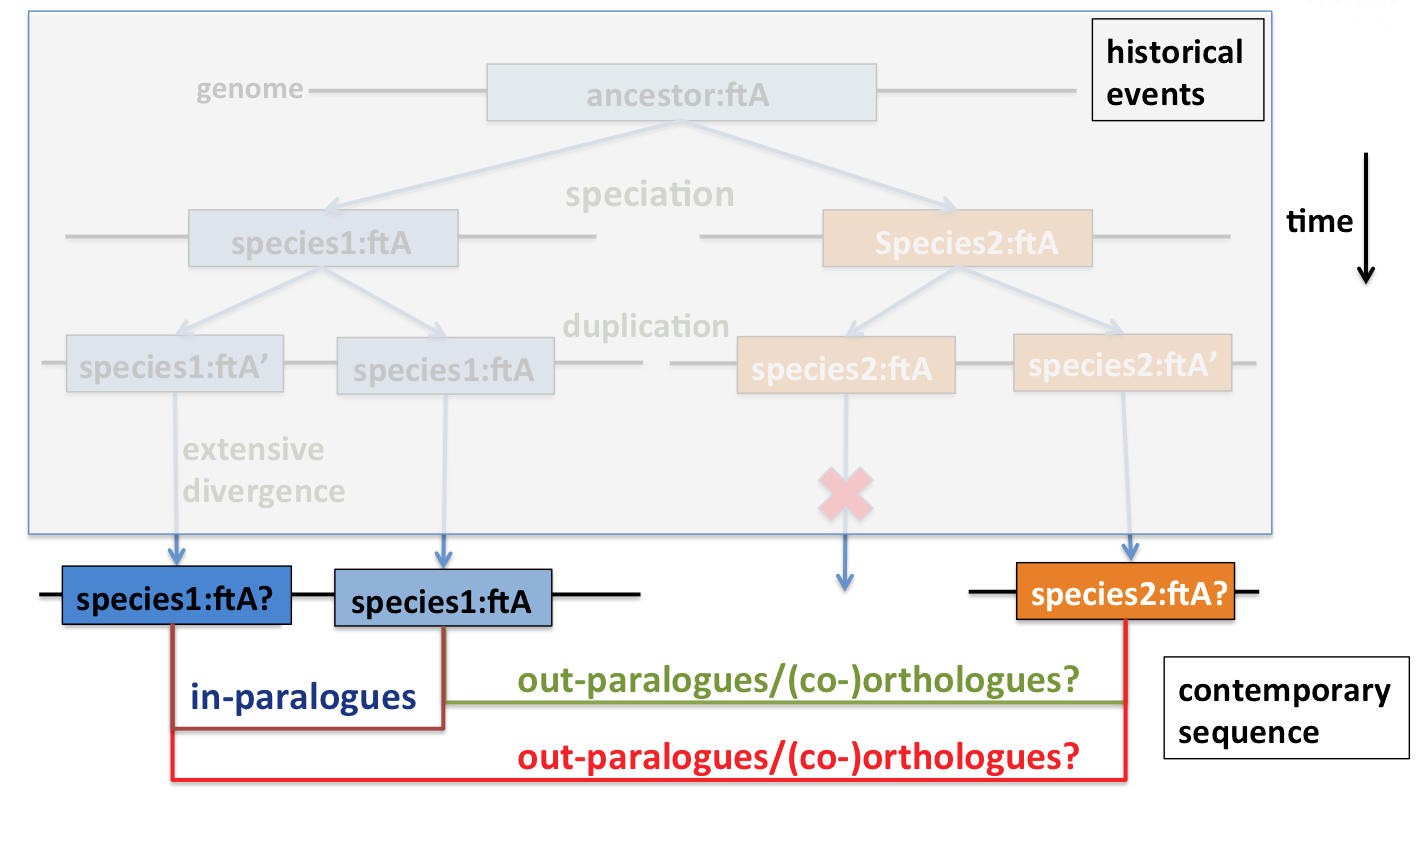 historical
events
genome
ancestor:ftA
speciation
time
species1:ftA
Species2:ftA
duplication
species1:ftA’
species1:ftA
species2:ftA
species2:ftA’
extensive
divergence
species1:ftA?
species1:ftA
species2:ftA?
out-paralogues/(co-)orthologues?
in-paralogues
contemporary
sequence
out-paralogues/(co-)orthologues?